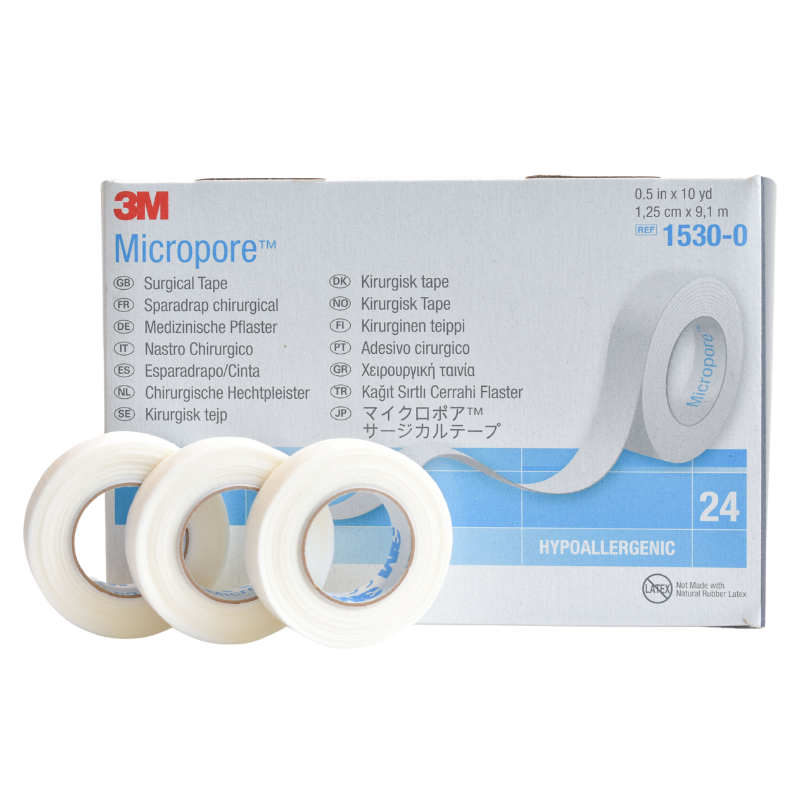 3M
Micropore™
GB Surgical Tape
FR Sparadrap chirurgical
DE Medizinische Pflaster
IT Nastro Chirurgico
ES Esparadrapo/Cinta
NL Chirurgische Hechtpleister
SE Kirurgisk tejp
DK Kirurgisk tape
NO Kirurgisk Tape
FI Kirurginen teippi
PT Adesivo cirurgico
GR Χειρουργική ταινία
TR Kağıt Sırtlı Cerrahi Flaster
JP マイクロポア™
サージカルテープ
0.5 in x 10 yd
1,25 cm x 9,1 m
REF 1530-0
Micropore™
24
HYPOALLERGENIC
LATEX
Not Made with
Natural Rubber Latex
3M